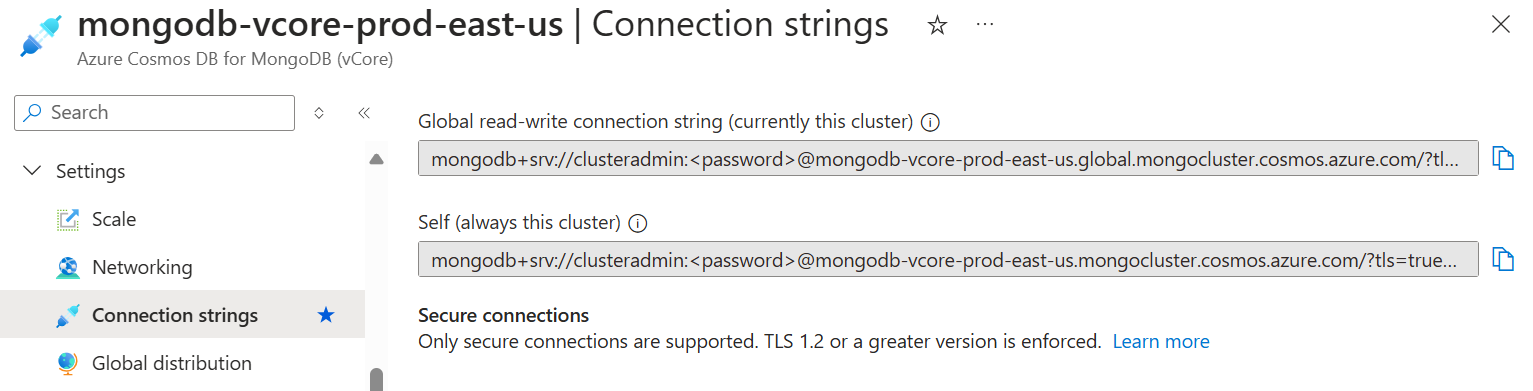 mongodb-vcore-prod-east-us | Connection strings
Azure Cosmos DB for MongoDB (vCore)
Search
Settings
Scale
Networking
Connection strings
Global distribution
Global read-write connection string (currently this cluster)
mongodb+srv://clusteradmin:<password>@mongodb-vcore-prod-east-us.global.mongocluster.cosmos.azure.com/?tl...
Self (always this cluster)
mongodb+srv://clusteradmin:<password>@mongodb-vcore-prod-east-us.mongocluster.cosmos.azure.com/?tls=true...
Secure connections
Only secure connections are supported. TLS 1.2 or a greater version is enforced. Learn more